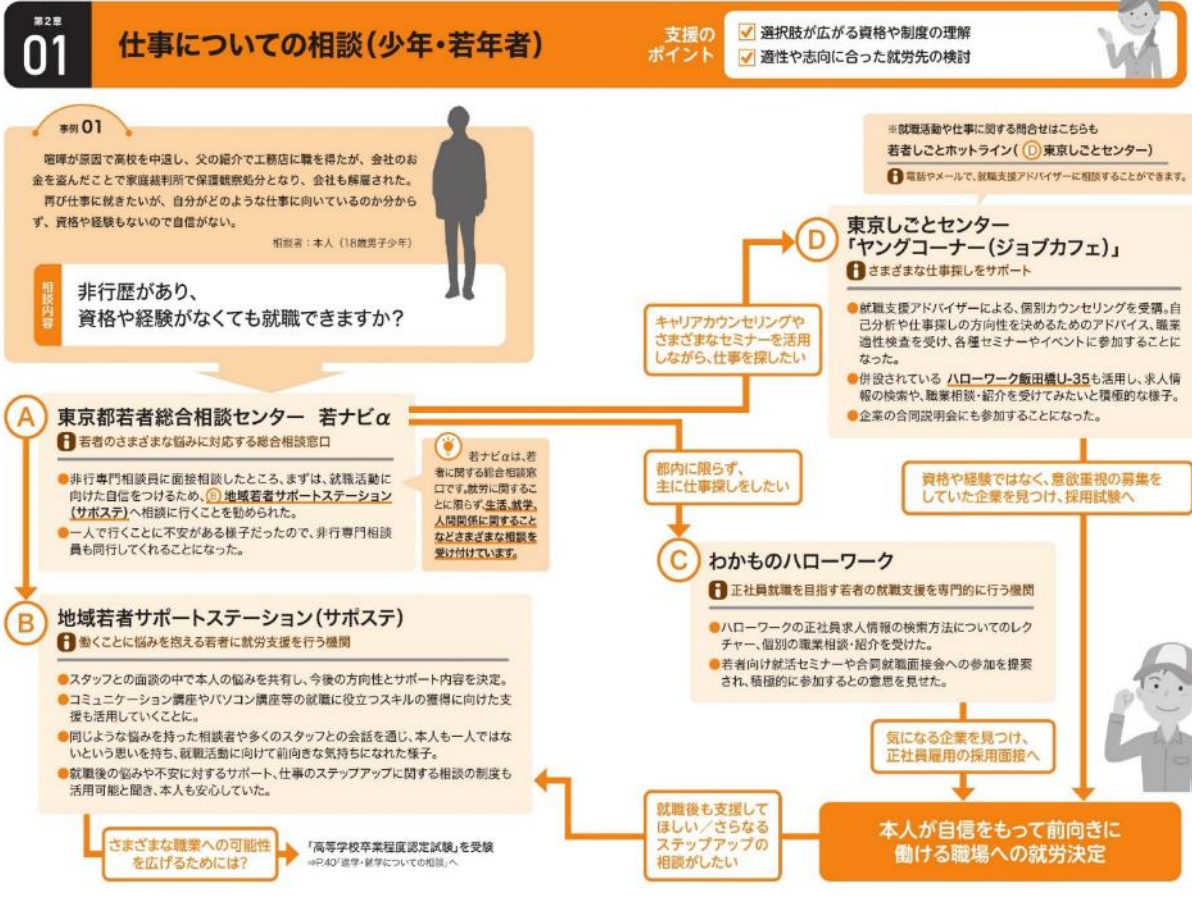 第2章
01
仕事についての相談(少年・若年者)
支援の
ポイント
選択肢が広がる資格や制度の理解
適性や志向に合った就労先の検討
事例 01
喧嘩が原因で高校を中退し、父の紹介で工務店に職を得たが、会社のお
金を盗んだことで家庭裁判所で保護観察処分となり、会社も解雇された。
再び仕事に就きたいが、自分がどのような仕事に向いているのか分から
ず、資格や経験もないので自信がない。
相談者:本人(18歳男子少年)
相談内容
非行歴があり、
資格や経験がなくても就職できますか?
A
東京都若者総合相談センター 若ナビα
若者のさまざまな悩みに対応する総合相談窓口
●非行専門相談員に面接相談したところ、まずは、就職活動に
向けた自信をつけるため、Ⓑ地域若者サポートステーション
(サポステ)へ相談に行くことを勧められた。
●一人で行くことに不安がある様子だったので、非行専門相談
員も同行してくれることになった。
若ナビαは、若
者に関する総合相談窓
口です。就労に関するこ
とに限らず、生活、就学、
人間関係に関すること
などさまざまな相談を
受け付けています。
B
地域若者サポートステーション(サポステ)
働くことに悩みを抱える若者に就労支援を行う機関
●スタッフとの面談の中で本人の悩みを共有し、今後の方向性とサポート内容を決定。
●コミュニケーション講座やパソコン講座等の就職に役立つスキルの獲得に向けた支
援も活用していくことに。
●同じような悩みを持った相談者や多くのスタッフとの会話を通じ、本人も一人ではな
いという思いを持ち、就職活動に向けて前向きな気持ちになれた様子。
●就職後の悩みや不安に対するサポート、仕事のステップアップに関する相談の制度も
活用可能と聞き、本人も安心していた。
さまざまな職業への可能性
を広げるためには?
「高等学校卒業程度認定試験」を受験
⇒P.40「進学・就学についての相談」へ
※就職活動や仕事に関する問合せはこちらも
若者しごとホットライン(Ⓓ東京しごとセンター)
電話やメールで、就職支援アドバイザーに相談することができます。
キャリアカウンセリングや
さまざまなセミナーを活用
しながら、仕事を探したい
D
東京しごとセンター
「ヤングコーナー(ジョブカフェ)」
さまざまな仕事探しをサポート
●就職支援アドバイザーによる、個別カウンセリングを受講。自
己分析や仕事探しの方向性を決めるためのアドバイス、職業
適性検査を受け、各種セミナーやイベントに参加することに
なった。
●併設されている ハローワーク飯田橋U-35も活用し、求人情
報の検索や、職業相談・紹介を受けてみたいと積極的な様子。
●企業の合同説明会にも参加することになった。
都内に限らず、
主に仕事探しをしたい
資格や経験ではなく、意欲重視の募集を
していた企業を見つけ、採用試験へ
C
わかものハローワーク
正社員就職を目指す若者の就職支援を専門的に行う機関
●ハローワークの正社員求人情報の検索方法についてのレク
チャー、個別の職業相談・紹介を受けた。
●若者向け就活セミナーや合同就職面接会への参加を提案
され、積極的に参加するとの意思を見せた。
気になる企業を見つけ、
正社員雇用の採用面接へ
就職後も支援して
ほしい/さらなる
ステップアップの
相談がしたい
本人が自信をもって前向きに
働ける職場への就労決定